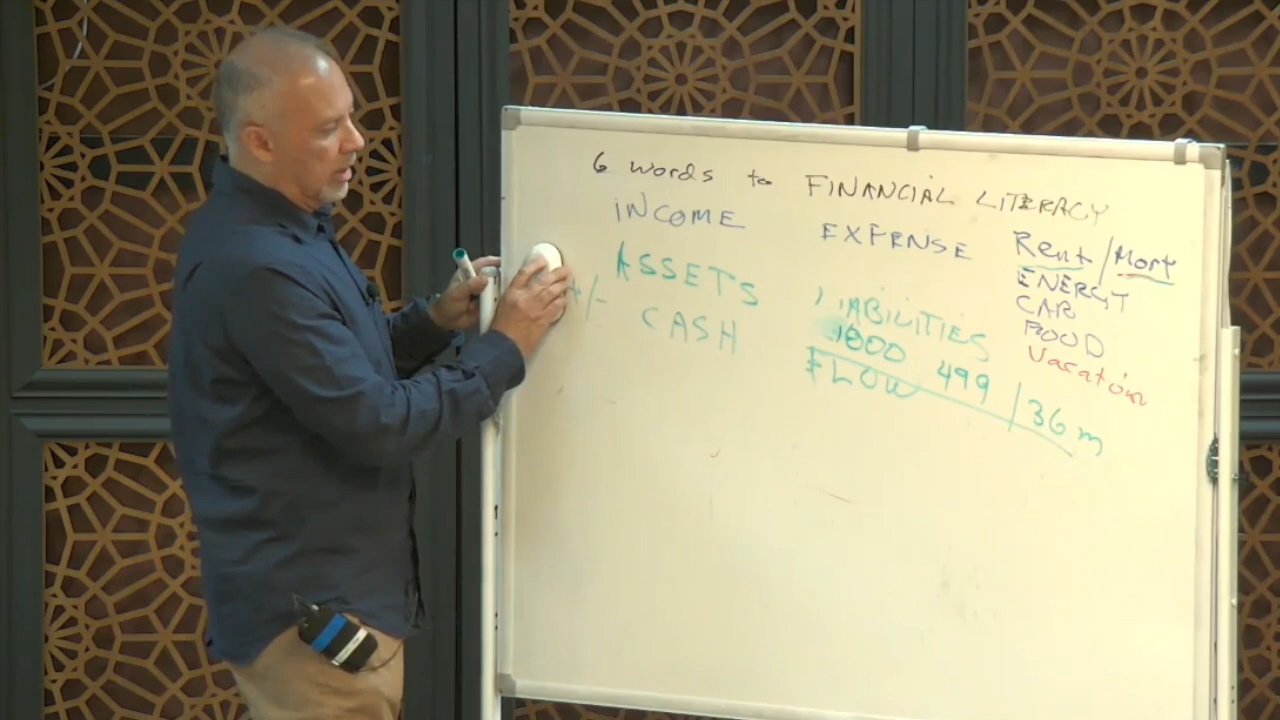 6 words to FINANCIAL LITERACY
INCOME EXPENSE Rent/Mort
ENERGY
CAR
FOOD
Vacation
ASSETS LIABILITIES
+/- CASH 1800 499 /36 m
FLOW